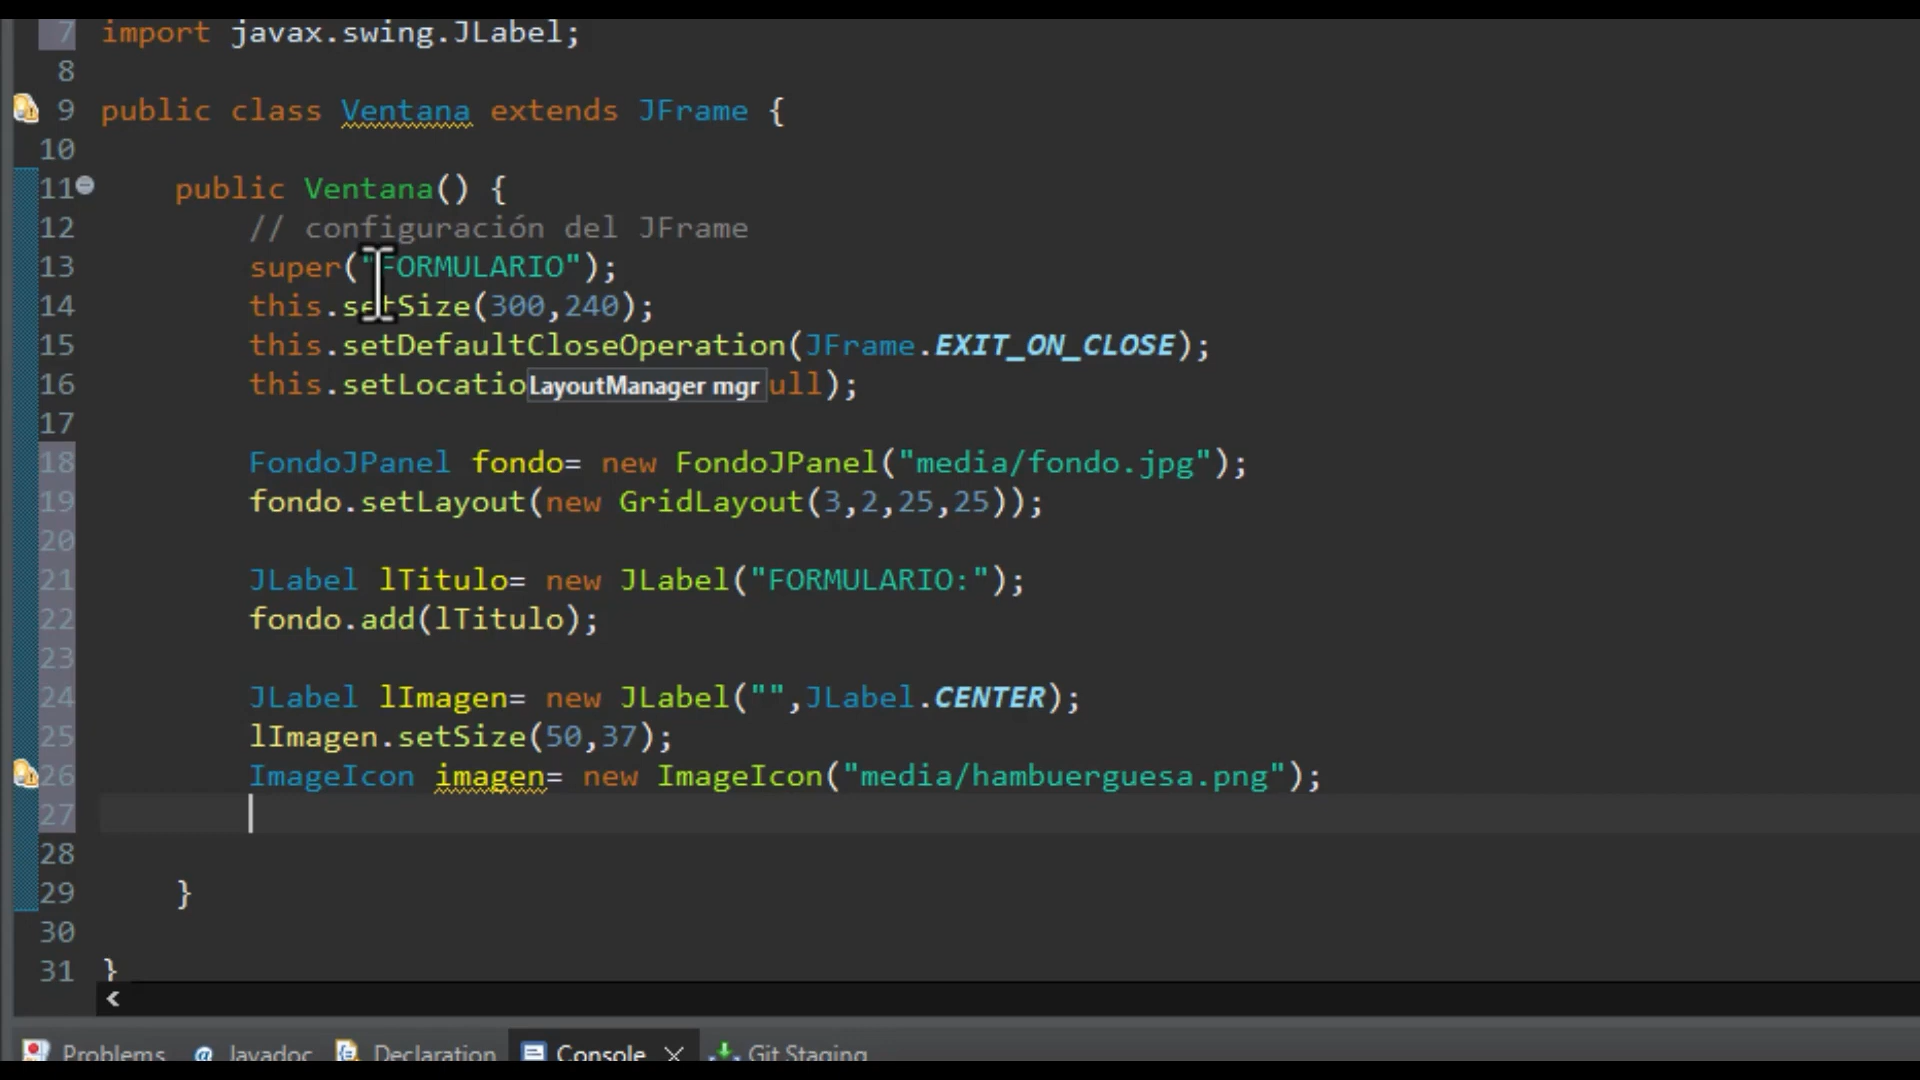 7 import javax.swing.JLabel;
8
9 public class Ventana extends JFrame {
10
11 public Ventana() {
12 // configuración del JFrame
13 super("FORMULARIO");
14 this.setSize(300,240);
15 this.setDefaultCloseOperation(JFrame.EXIT_ON_CLOSE);
16 this.setLocatio LayoutManager mgr ull);
17
18 FondoJPanel fondo= new FondoJPanel("media/fondo.jpg");
19 fondo.setLayout(new GridLayout(3,2,25,25));
20
21 JLabel lTitulo= new JLabel("FORMULARIO:");
22 fondo.add(lTitulo);
23
24 JLabel lImagen= new JLabel("",JLabel.CENTER);
25 lImagen.setSize(50,37);
26 ImageIcon imagen= new ImageIcon("media/hambuerguesa.png");
27
28
29 }
30
31 }
Problems @ Javadoc Declaration Console Git Staging